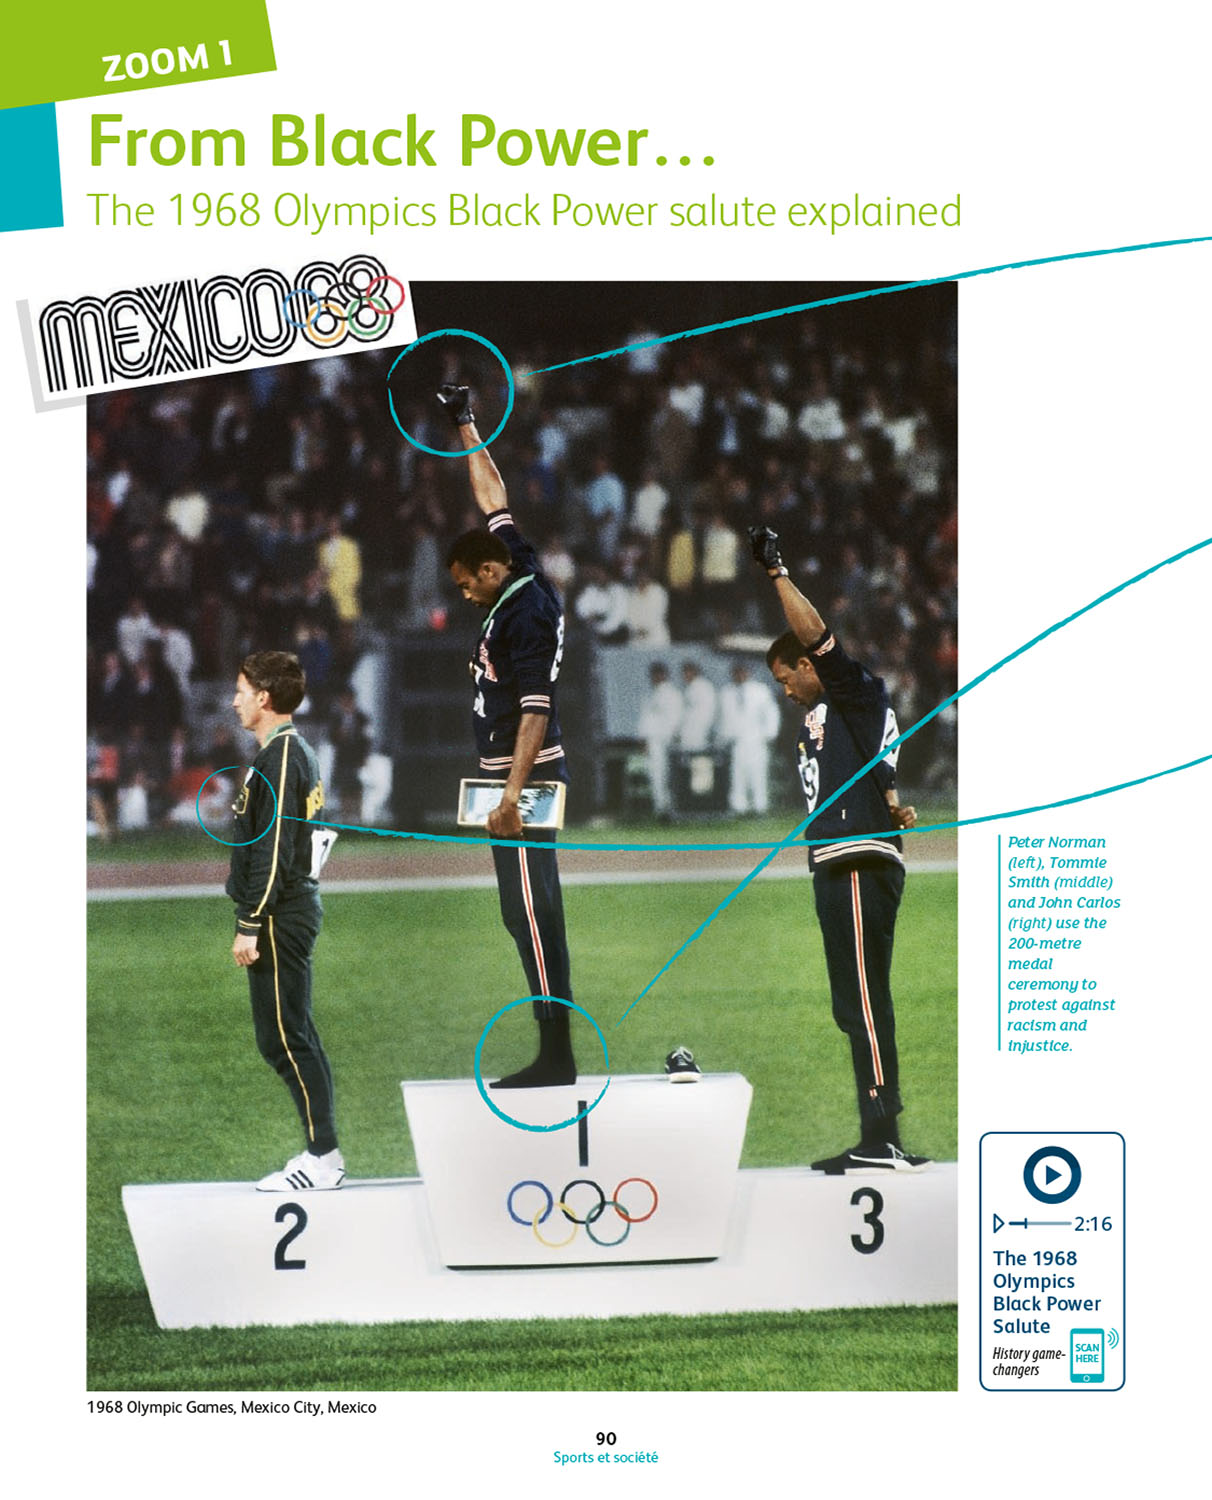 ZOOM 1
From Black Power...
The 1968 Olympics Black Power salute explained
MEXICO68
Peter Norman
(left), Tommie
Smith (middle)
and John Carlos
(right) use the
200-metre
medal
ceremony to
protest against
racism and
injustice.
1
2
3
2:16
The 1968
Olympics
Black Power
Salute
History game-
changers
SCAN
HERE
1968 Olympic Games, Mexico City, Mexico
90
Sports et société